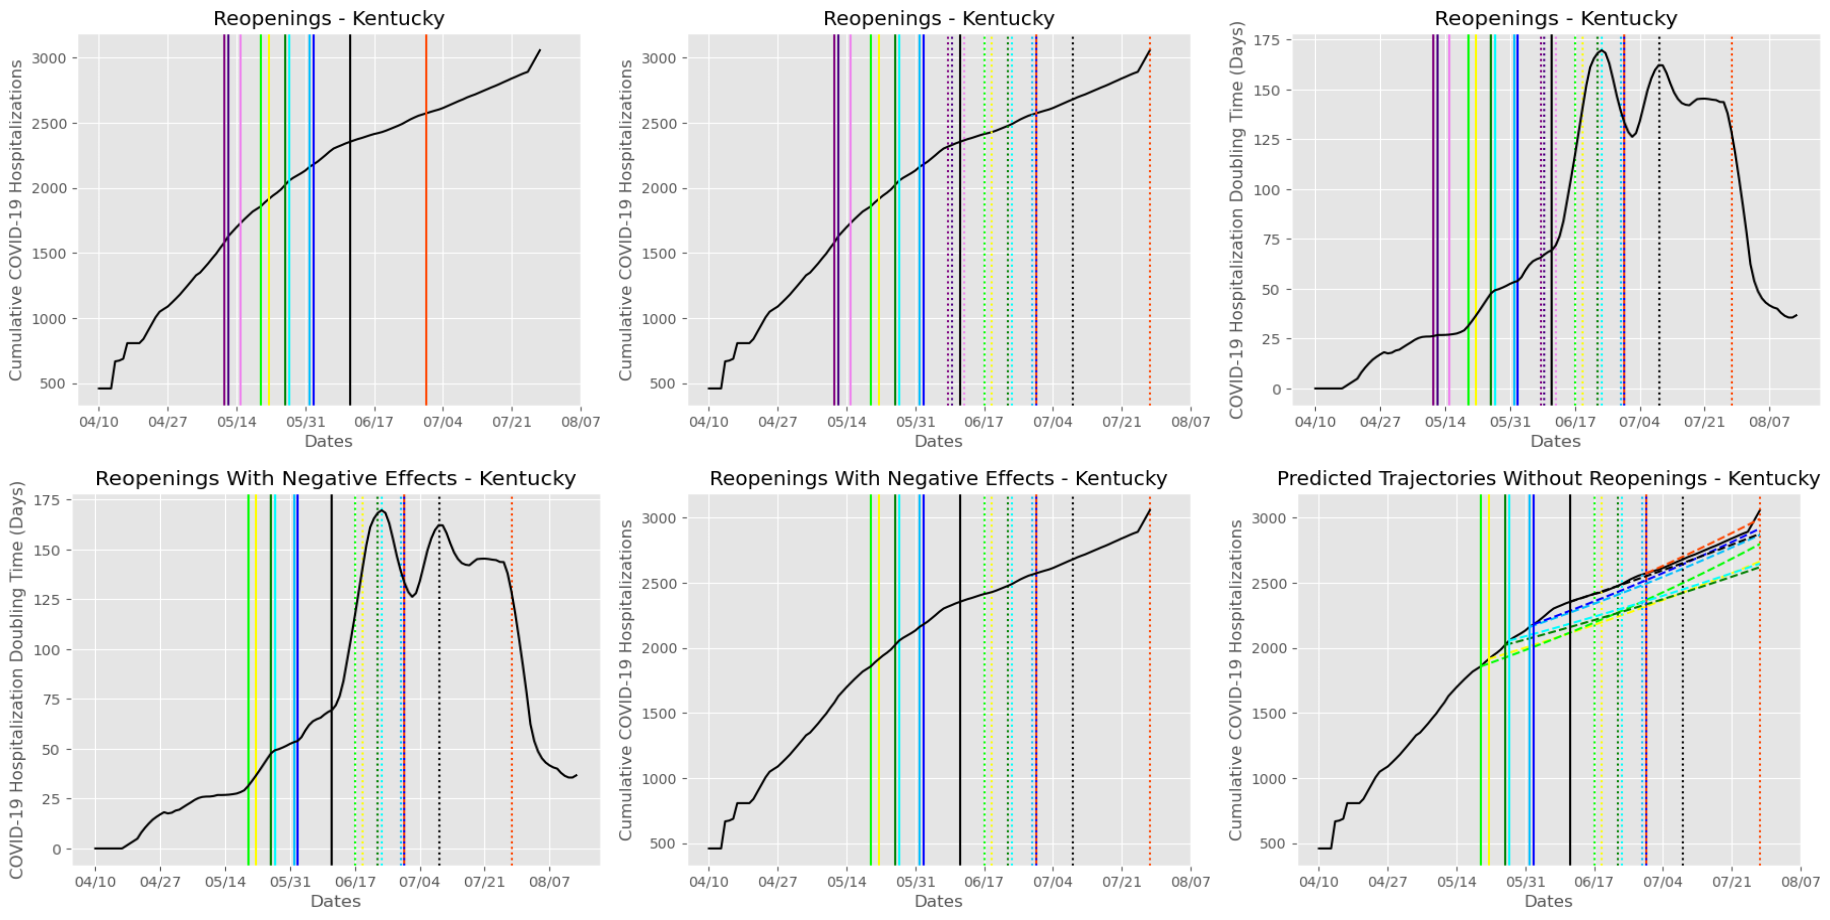 Reopenings - Kentucky
Cumulative COVID-19 Hospitalizations
3000
2500
2000
1500
1000
500
04/10 04/27 05/14 05/31 06/17 07/04 07/21 08/07
Dates
Reopenings - Kentucky
Cumulative COVID-19 Hospitalizations
3000
2500
2000
1500
1000
500
04/10 04/27 05/14 05/31 06/17 07/04 07/21 08/07
Dates
Reopenings - Kentucky
COVID-19 Hospitalization Doubling Time (Days)
175
150
125
100
75
50
25
0
04/10 04/27 05/14 05/31 06/17 07/04 07/21 08/07
Dates
Reopenings With Negative Effects - Kentucky
COVID-19 Hospitalization Doubling Time (Days)
175
150
125
100
75
50
25
0
04/10 04/27 05/14 05/31 06/17 07/04 07/21 08/07
Dates
Reopenings With Negative Effects - Kentucky
Cumulative COVID-19 Hospitalizations
3000
2500
2000
1500
1000
500
04/10 04/27 05/14 05/31 06/17 07/04 07/21 08/07
Dates
Predicted Trajectories Without Reopenings - Kentucky
Cumulative COVID-19 Hospitalizations
3000
2500
2000
1500
1000
500
04/10 04/27 05/14 05/31 06/17 07/04 07/21 08/07
Dates